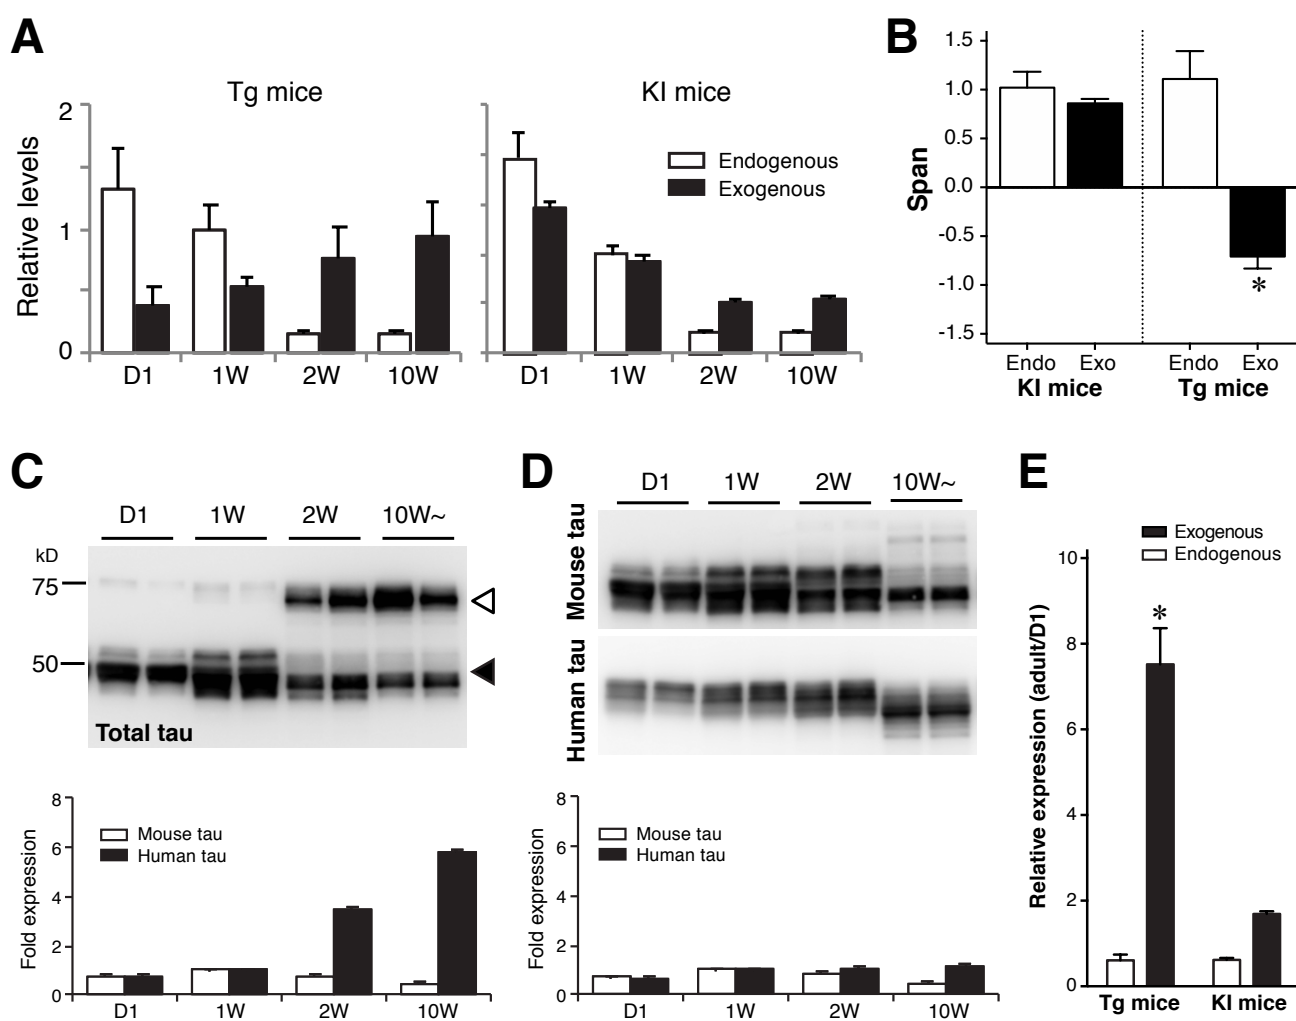 A
Tg mice
KI mice
Relative levels
2
1
0
Endogenous
Exogenous
D1 1W 2W 10W
D1 1W 2W 10W
B
Span
1.5
1.0
0.5
0.0
-0.5
-1.0
*
-1.5
Endo Exo Endo Exo
KI mice Tg mice
C
D1 1W 2W 10W~
kD
75
50
Total tau
Fold expression
8
6
4
2
0
Mouse tau
Human tau
D1 1W 2W 10W
D
D1 1W 2W 10W~
Mouse tau
Human tau
Fold expression
8
6
4
2
0
Mouse tau
Human tau
D1 1W 2W 10W
E
Exogenous
Endogenous
Relative expression (adult/D1)
10
8
6
4
2
0
*
Tg mice KI mice